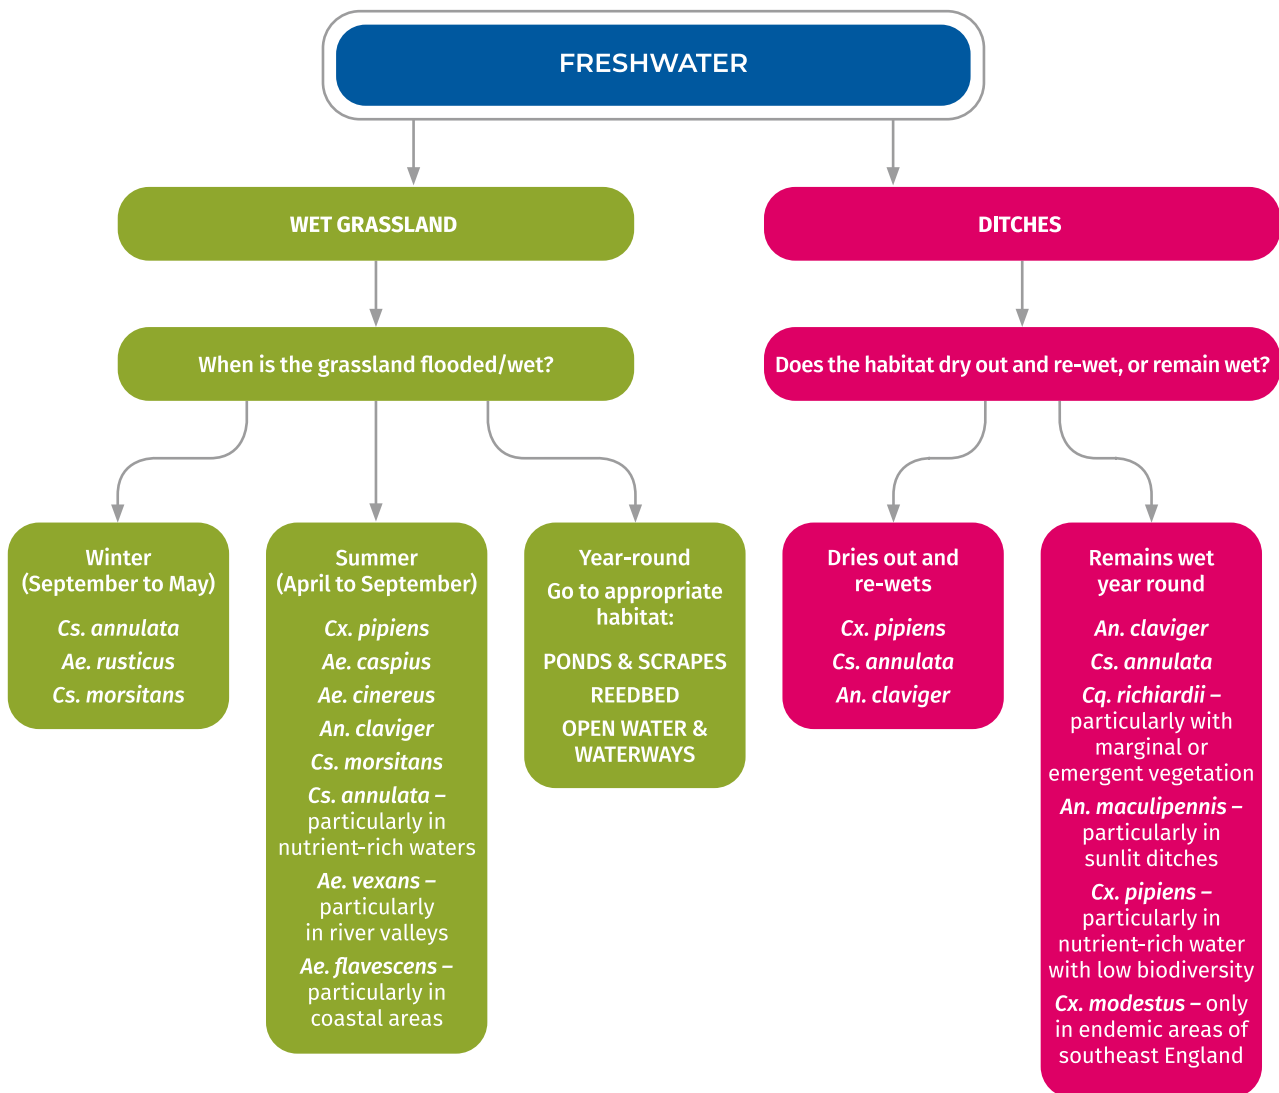 FRESHWATER
WET GRASSLAND
DITCHES
When is the grassland flooded/wet?
Does the habitat dry out and re-wet, or remain wet?
Winter
(September to May)
Cs. annulata
Ae. rusticus
Cs. morsitans
Summer
(April to September)
Cx. pipiens
Ae. caspius
Ae. cinereus
An. claviger
Cs. morsitans
Cs. annulata –
particularly in
nutrient-rich waters
Ae. vexans –
particularly
in river valleys
Ae. flavescens –
particularly in
coastal areas
Year-round
Go to appropriate
habitat:
PONDS & SCRAPES
REEDBED
OPEN WATER &
WATERWAYS
Dries out and
re-wets
Cx. pipiens
Cs. annulata
An. claviger
Remains wet
year round
An. claviger
Cs. annulata
Cq. richiardii –
particularly with
marginal or
emergent vegetation
An. maculipennis –
particularly in
sunlit ditches
Cx. pipiens –
particularly in
nutrient-rich water
with low biodiversity
Cx. modestus – only
in endemic areas of
southeast England